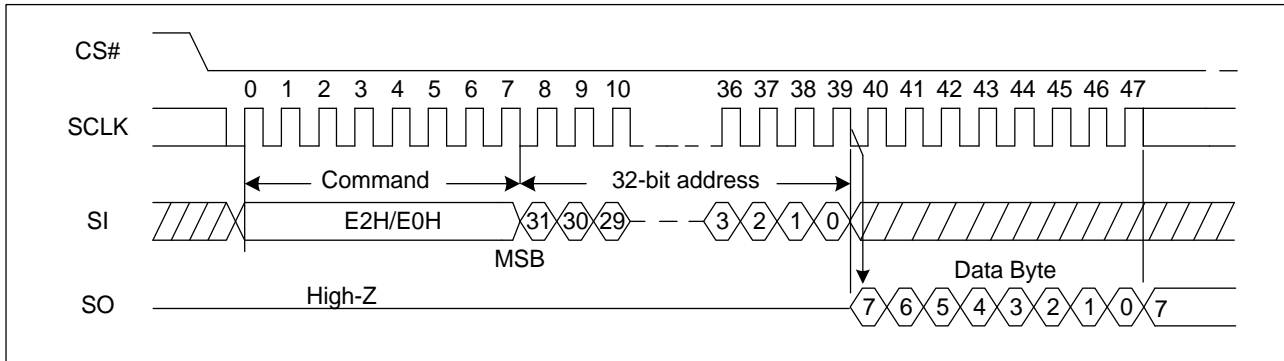 CS#
0 1 2 3 4 5 6 7 8 9 10 36 37 38 39 40 41 42 43 44 45 46 47
SCLK
Command 32-bit address
SI E2H/E0H 31 30 29 3 2 1 0
MSB Data Byte
High-Z
SO 7 6 5 4 3 2 1 0 7